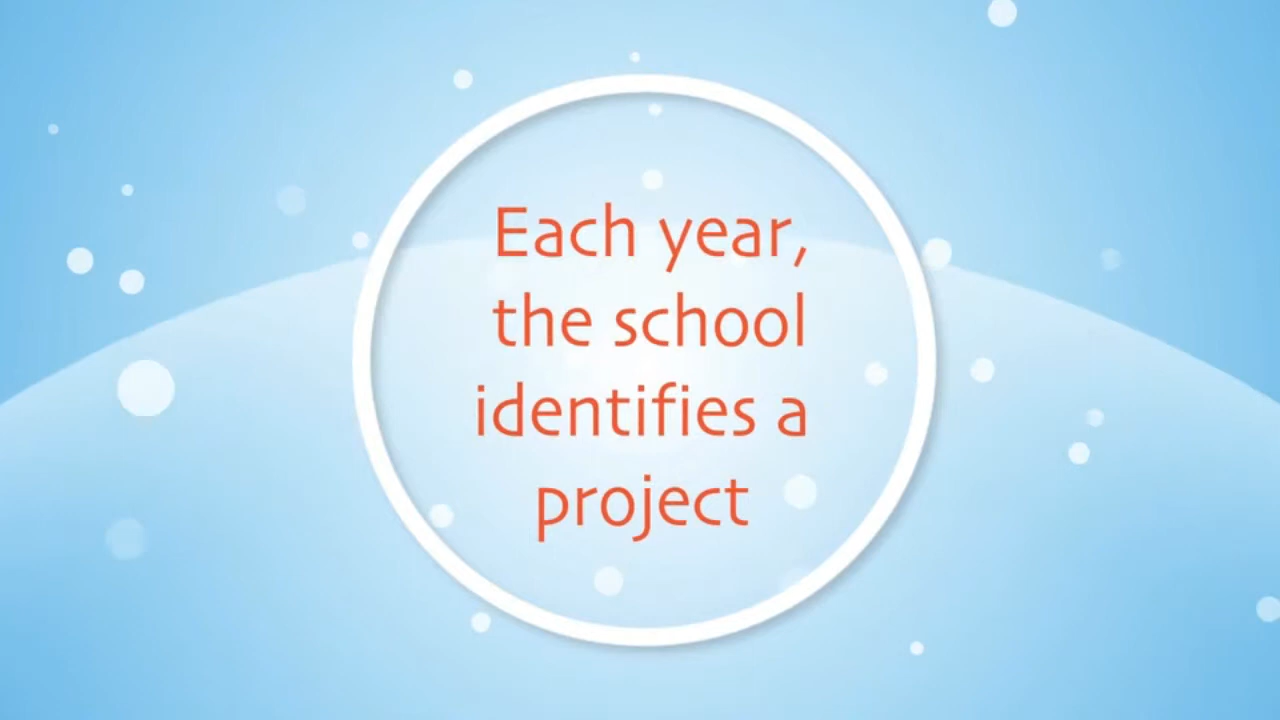 Each year,
the school
identifies a
project